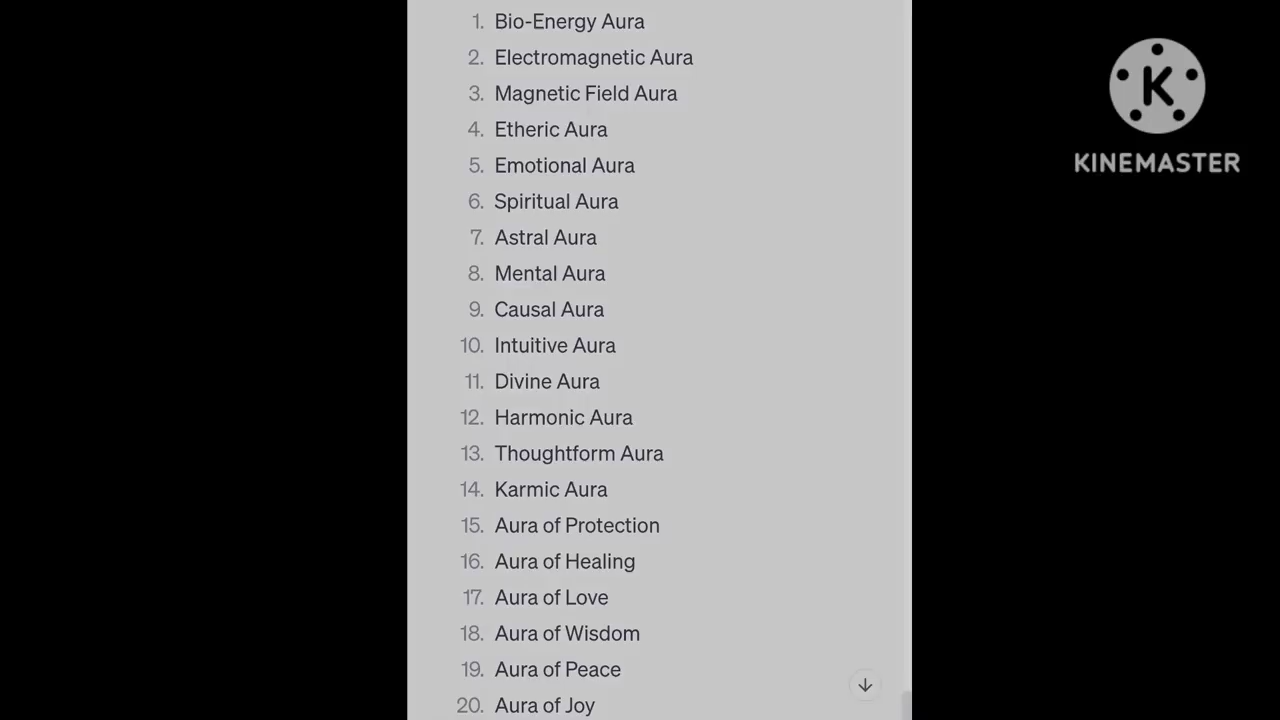 1. Bio-Energy Aura
2. Electromagnetic Aura
3. Magnetic Field Aura
4. Etheric Aura
5. Emotional Aura
6. Spiritual Aura
7. Astral Aura
8. Mental Aura
9. Causal Aura
10. Intuitive Aura
11. Divine Aura
12. Harmonic Aura
13. Thoughtform Aura
14. Karmic Aura
15. Aura of Protection
16. Aura of Healing
17. Aura of Love
18. Aura of Wisdom
19. Aura of Peace
20. Aura of Joy
K
KINEMASTER